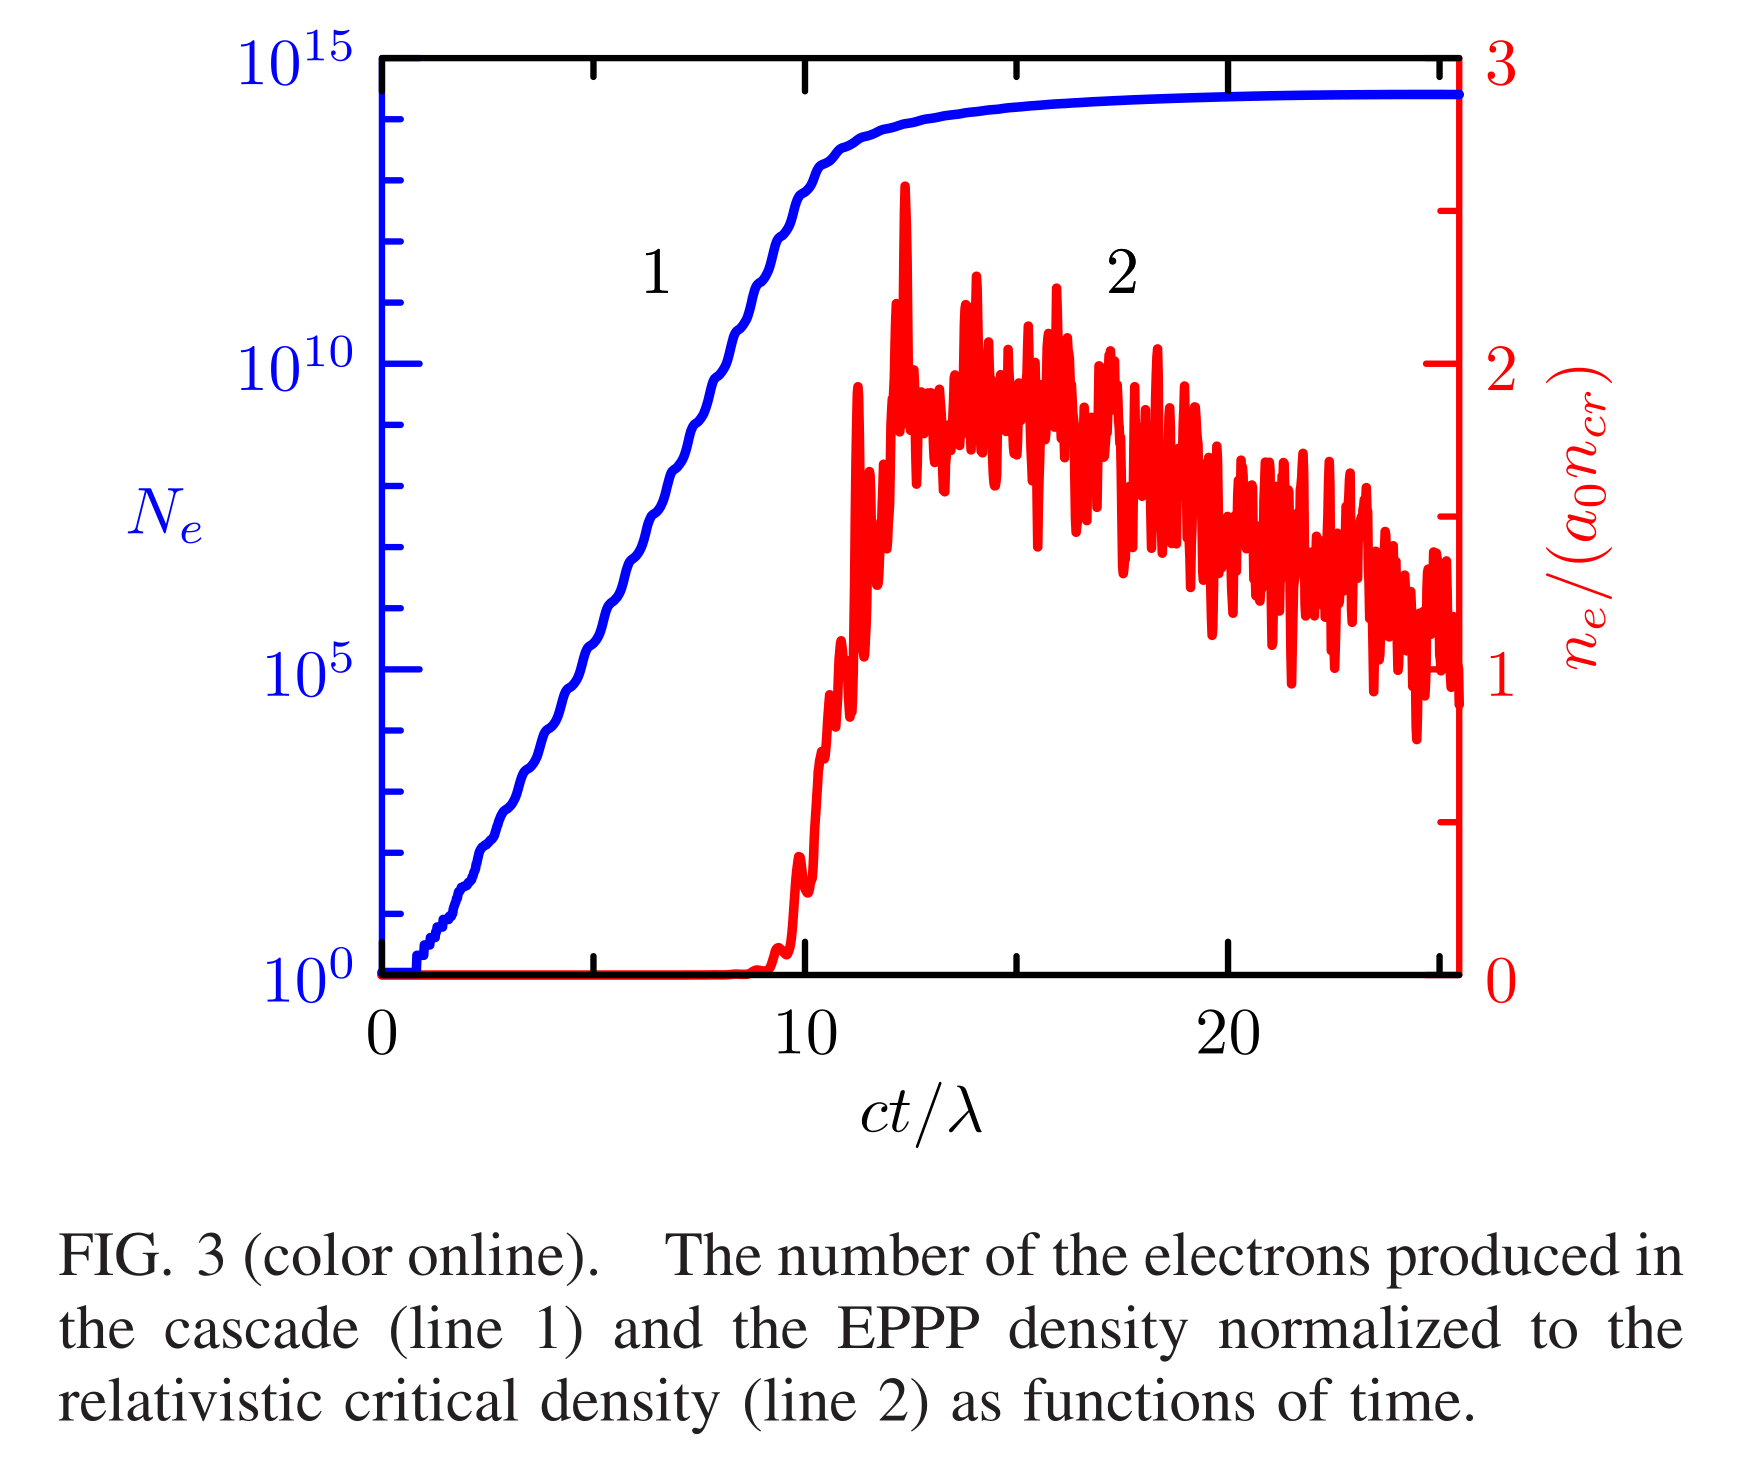 10^15
3
1
2
10^10
2
N_e
n_e/(a_0n_cr)
10^5
1
10^0
0
0
10
20
ct/λ
FIG. 3 (color online). The number of the electrons produced in
the cascade (line 1) and the EPPP density normalized to the
relativistic critical density (line 2) as functions of time.